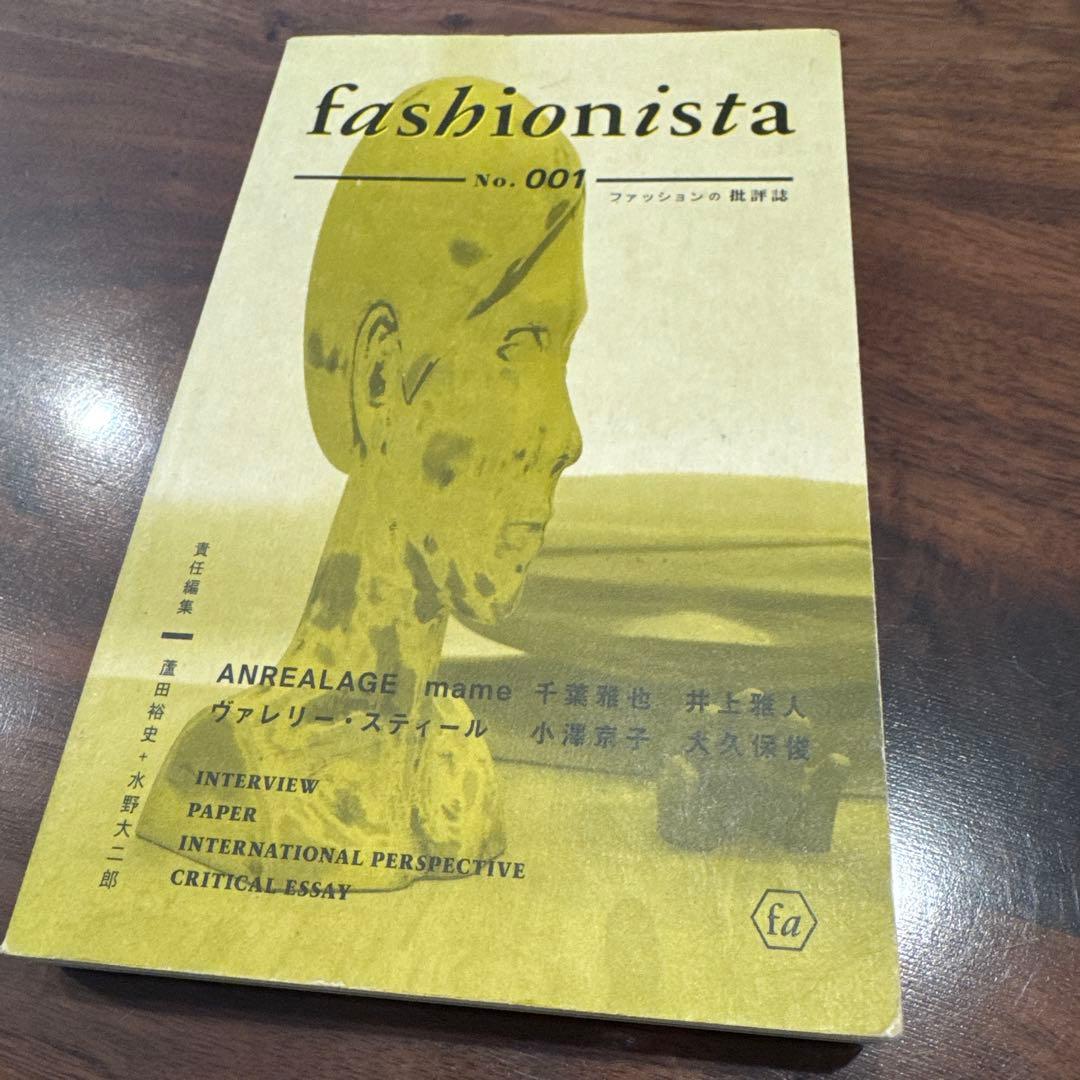 fashionista
No. 001
ファッションの 批評誌
責任編集 ー 蘆田裕史 + 水野大二郎
ANREALAGE mame 千葉雅也 井上雅人
ヴァレリー・スティール 小澤京子 大久保俊
INTERVIEW
PAPER
INTERNATIONAL PERSPECTIVE
CRITICAL ESSAY
fa